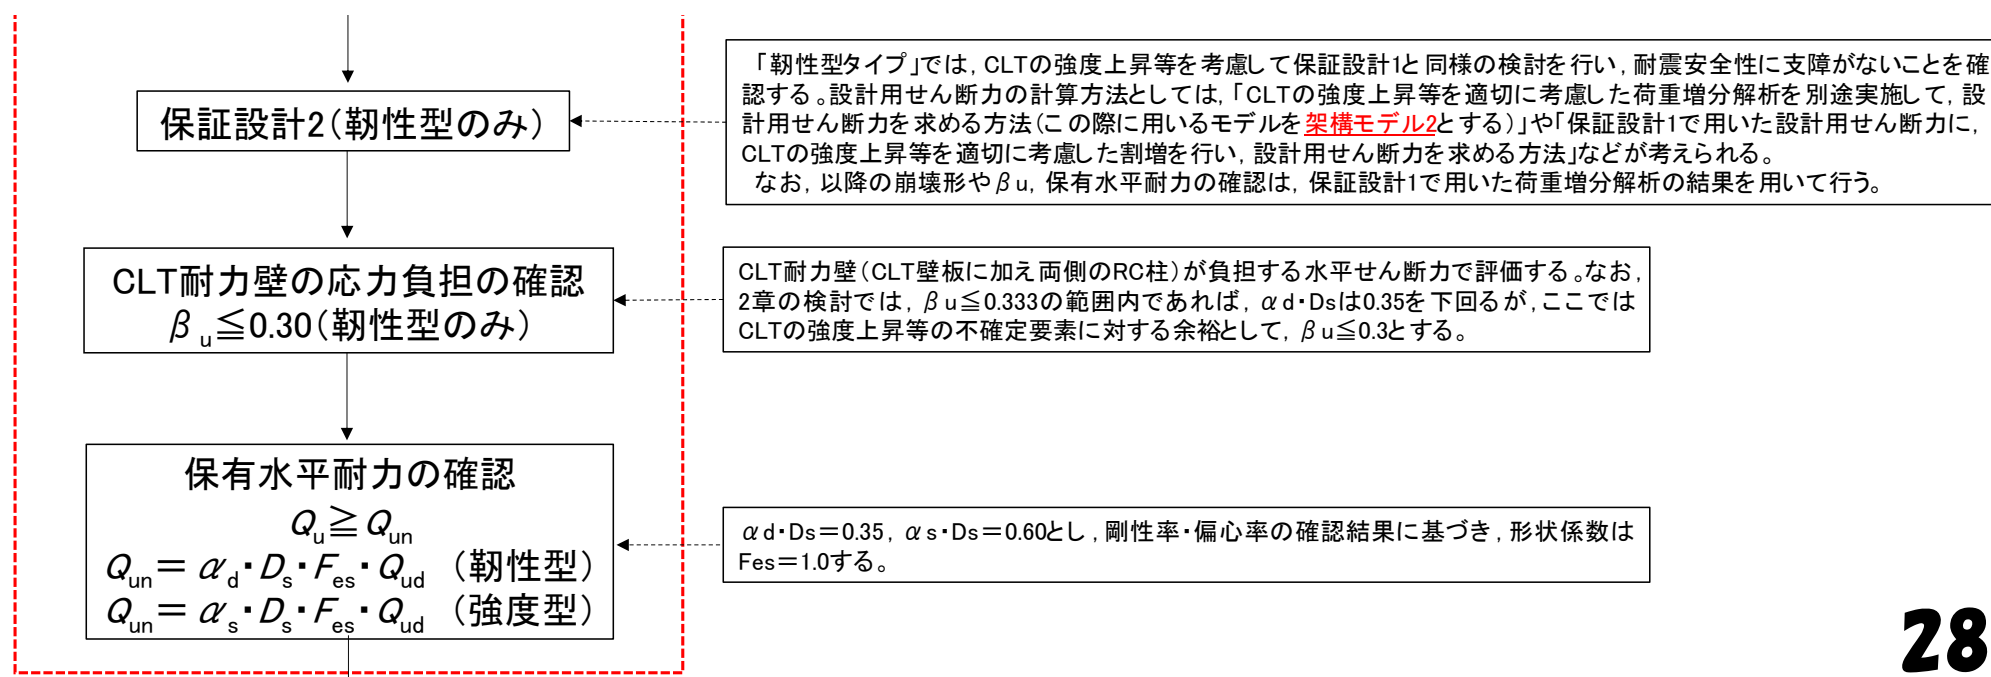 保証設計2(靭性型のみ)
「靭性型タイプ」では,CLTの強度上昇等を考慮して保証設計1と同様の検討を行い,耐震安全性に支障がないことを確
認する。設計用せん断力の計算方法としては,「CLTの強度上昇等を適切に考慮した荷重増分解析を別途実施して,設
計用せん断力を求める方法(この際に用いるモデルを架構モデル2とする)」や「保証設計1で用いた設計用せん断力に,
CLTの強度上昇等を適切に考慮した割増を行い,設計用せん断力を求める方法」などが考えられる。
なお,以降の崩壊形やβu,保有水平耐力の確認は,保証設計1で用いた荷重増分解析の結果を用いて行う。
CLT耐力壁の応力負担の確認
βu≦0.30(靭性型のみ)
CLT耐力壁(CLT壁板に加え両側のRC柱)が負担する水平せん断力で評価する。なお,
2章の検討では,βu≦0.333の範囲内であれば,αd・Dsは0.35を下回るが,ここでは
CLTの強度上昇等の不確定要素に対する余裕として,βu≦0.3とする。
保有水平耐力の確認
Qu≧Qun
Qun=αd・Ds・Fes・Qud (靭性型)
Qun=αs・Ds・Fes・Qud (強度型)
αd・Ds=0.35,αs・Ds=0.60とし,剛性率・偏心率の確認結果に基づき,形状係数は
Fes=1.0する。
28